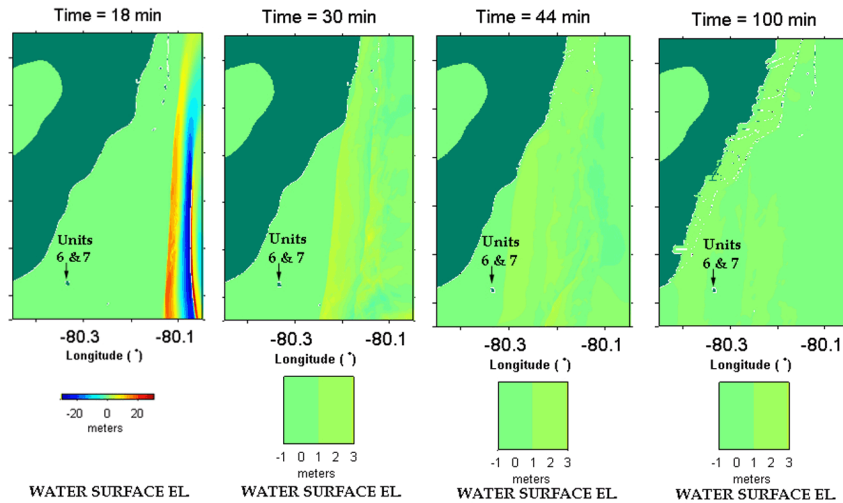 Time = 18 min
Time = 30 min
Time = 44 min
Time = 100 min
Units
6 & 7
Units
6 & 7
Units
6 & 7
Units
6 & 7
-80.3 -80.1
-80.3 -80.1
-80.3 -80.1
-80.3 -80.1
Longitude ( ° )
Longitude ( ° )
Longitude ( ° )
Longitude ( ° )
-20 0 20
meters
-1 0 1 2 3
meters
-1 0 1 2 3
meters
-1 0 1 2 3
meters
WATER SURFACE EL.
WATER SURFACE EL.
WATER SURFACE EL.
WATER SURFACE EL.